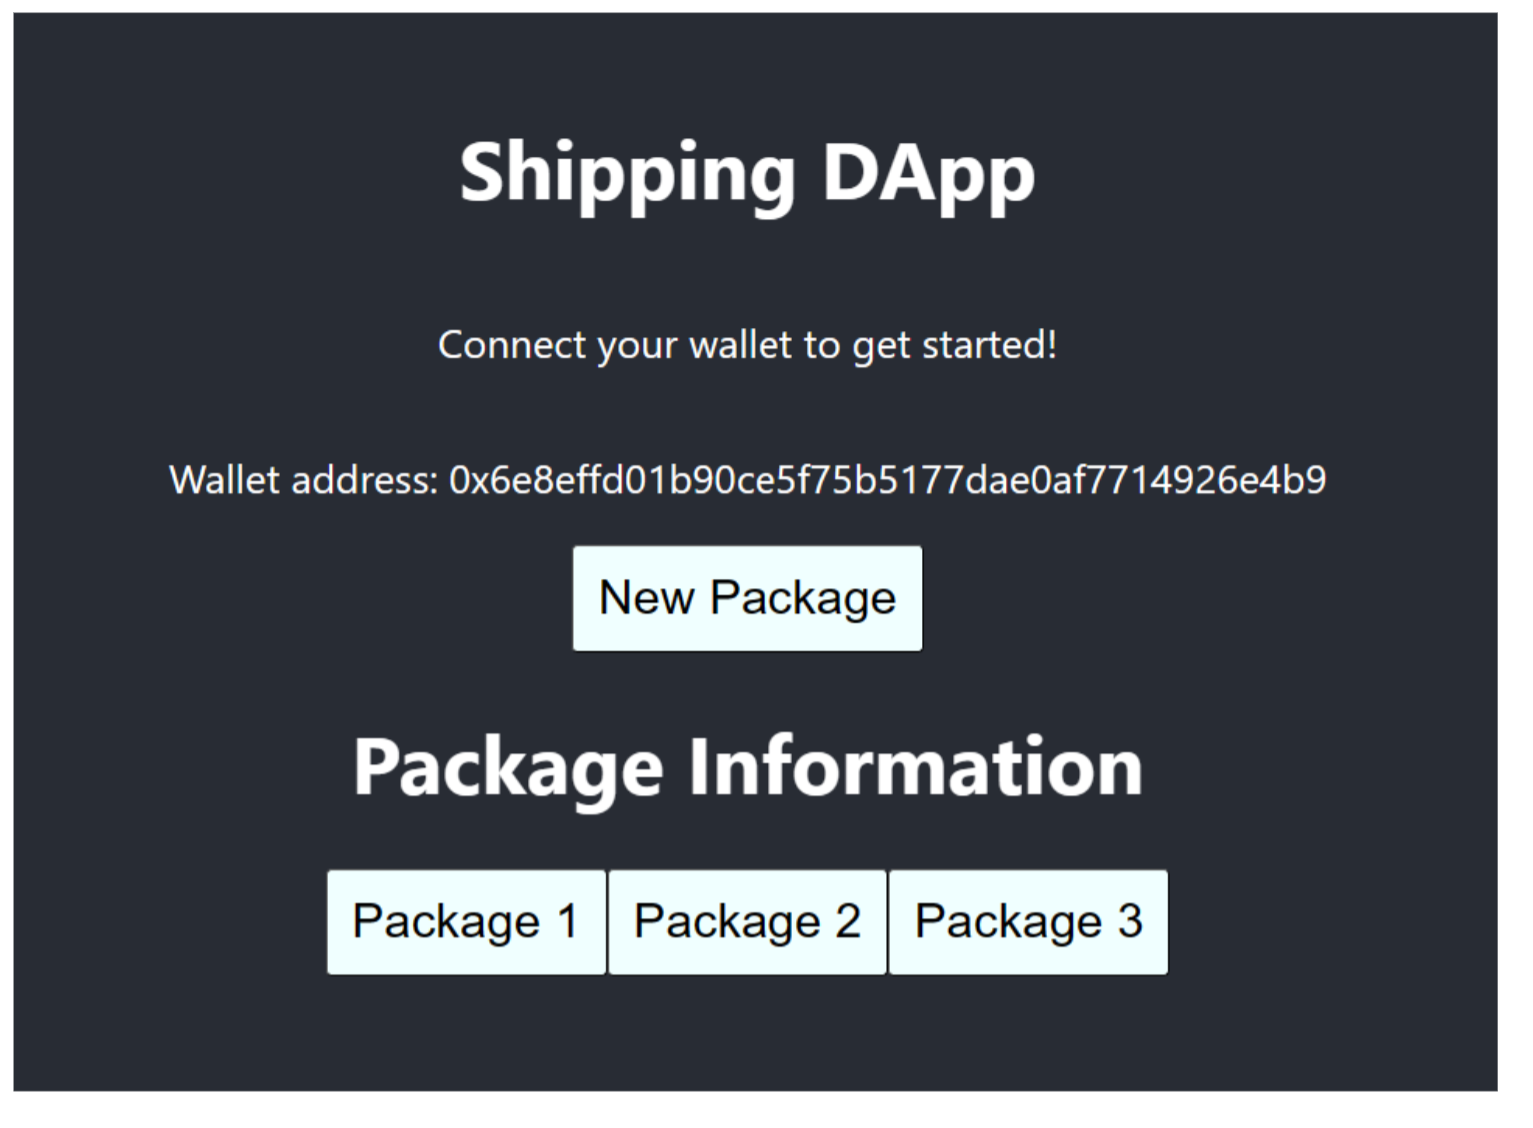 Shipping DApp
Connect your wallet to get started!
Wallet address: 0x6e8effd01b90ce5f75b5177dae0af7714926e4b9
New Package
Package Information
Package 1
Package 2
Package 3